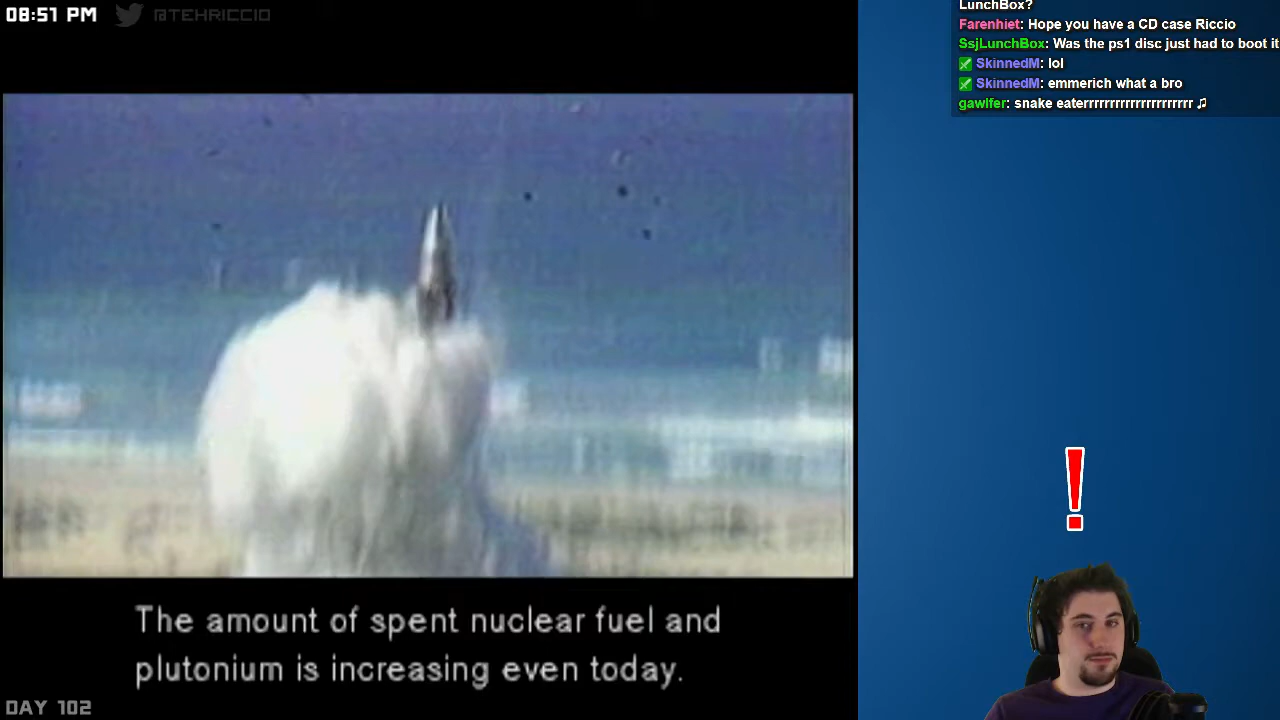 08:51 PM @TEHRICCIO
LunchBox?
Farenhiet: Hope you have a CD case Riccio
SsjLunchBox: Was the ps1 disc just had to boot it
SkinnedM: lol
SkinnedM: emmerich what a bro
gawlfer: snake eaterrrrrrrrrrrrrrrrrrr ♫
!
The amount of spent nuclear fuel and
plutonium is increasing even today.
DAY 102